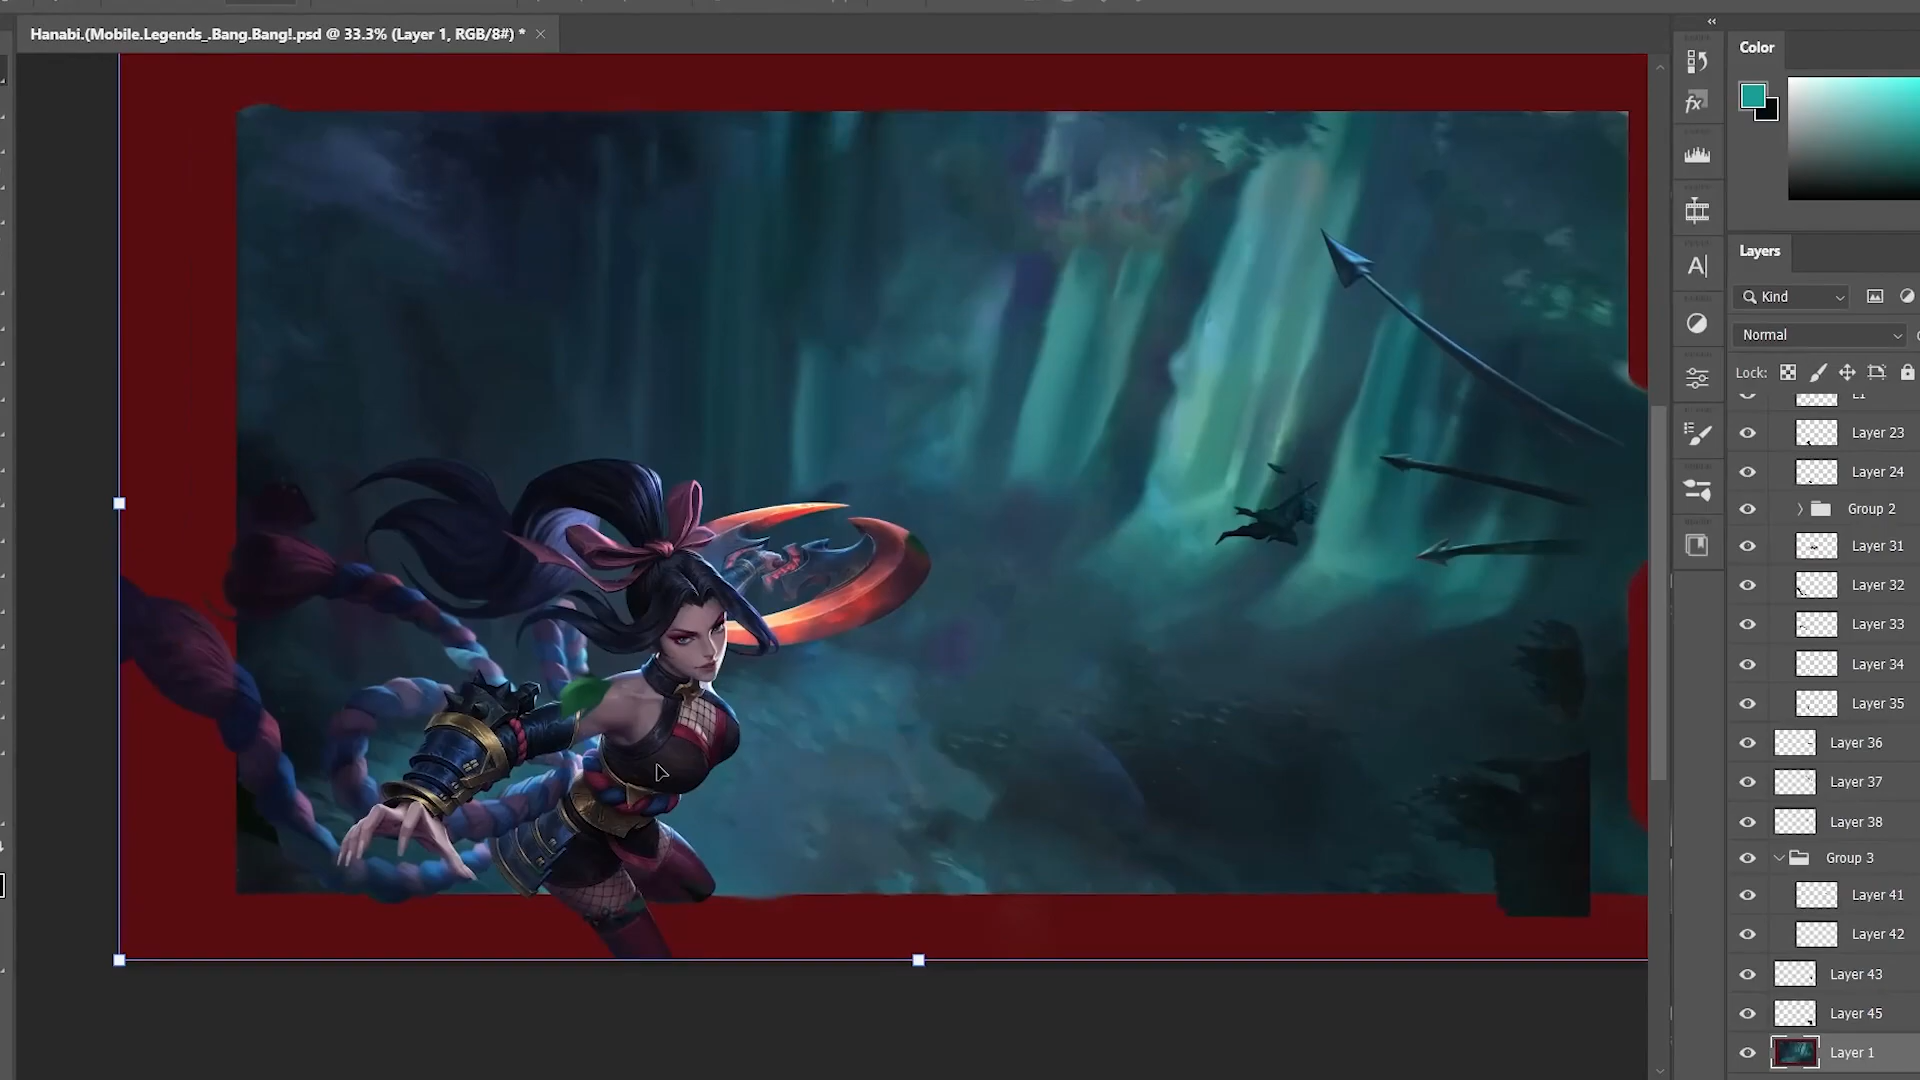 Hanabi.(Mobile.Legends_.Bang.Bang!.psd @ 33.3% (Layer 1, RGB/8#) *
Color
Layers
Kind
Normal
Lock:
Layer 23
Layer 24
Group 2
Layer 31
Layer 32
Layer 33
Layer 34
Layer 35
Layer 36
Layer 37
Layer 38
Group 3
Layer 41
Layer 42
Layer 43
Layer 45
Layer 1